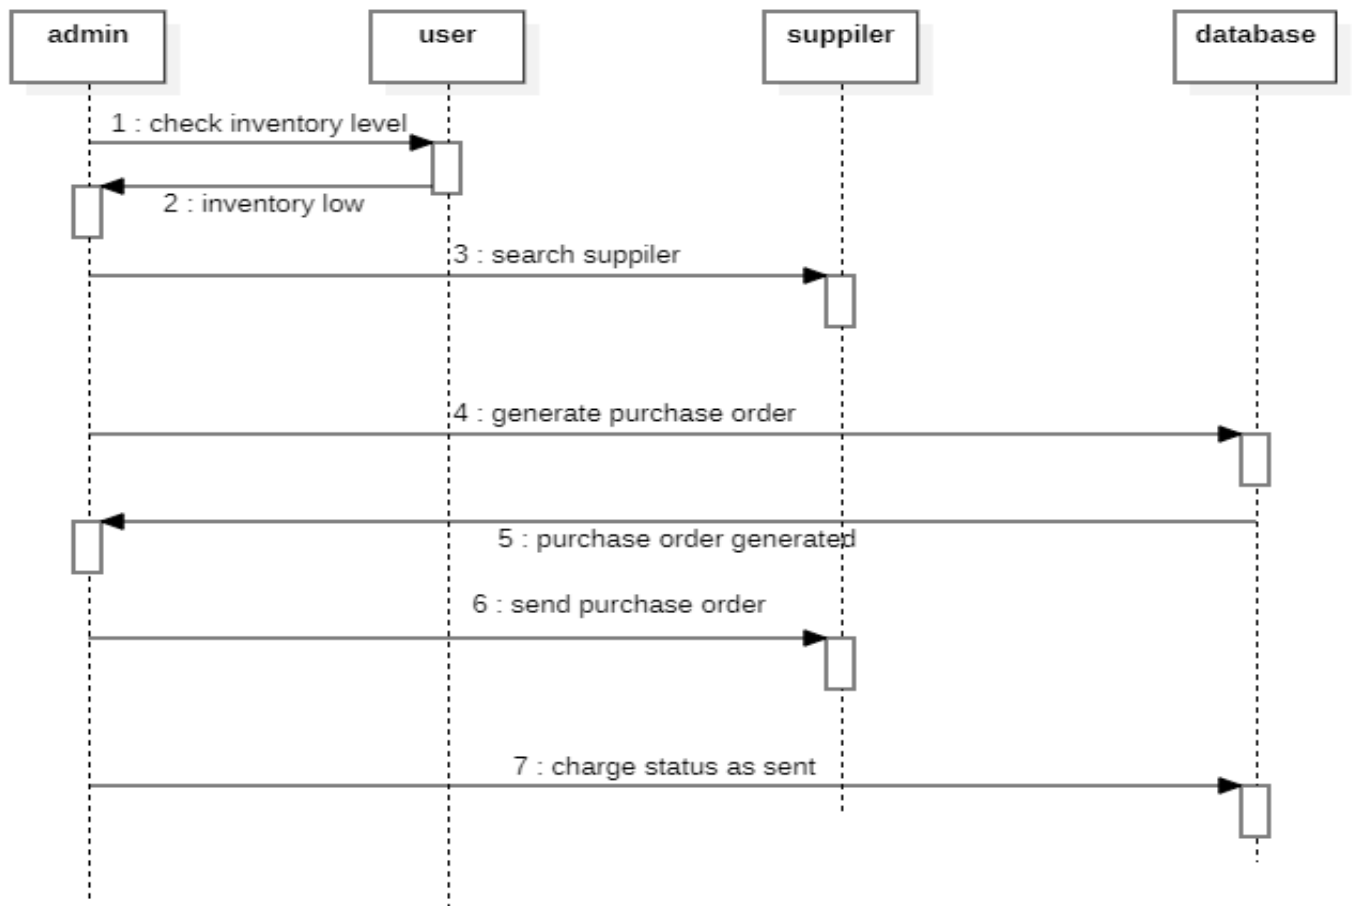 admin
user
suppiler
database
1 : check inventory level
2 : inventory low
3 : search suppiler
4 : generate purchase order
5 : purchase order generated
6 : send purchase order
7 : charge status as sent